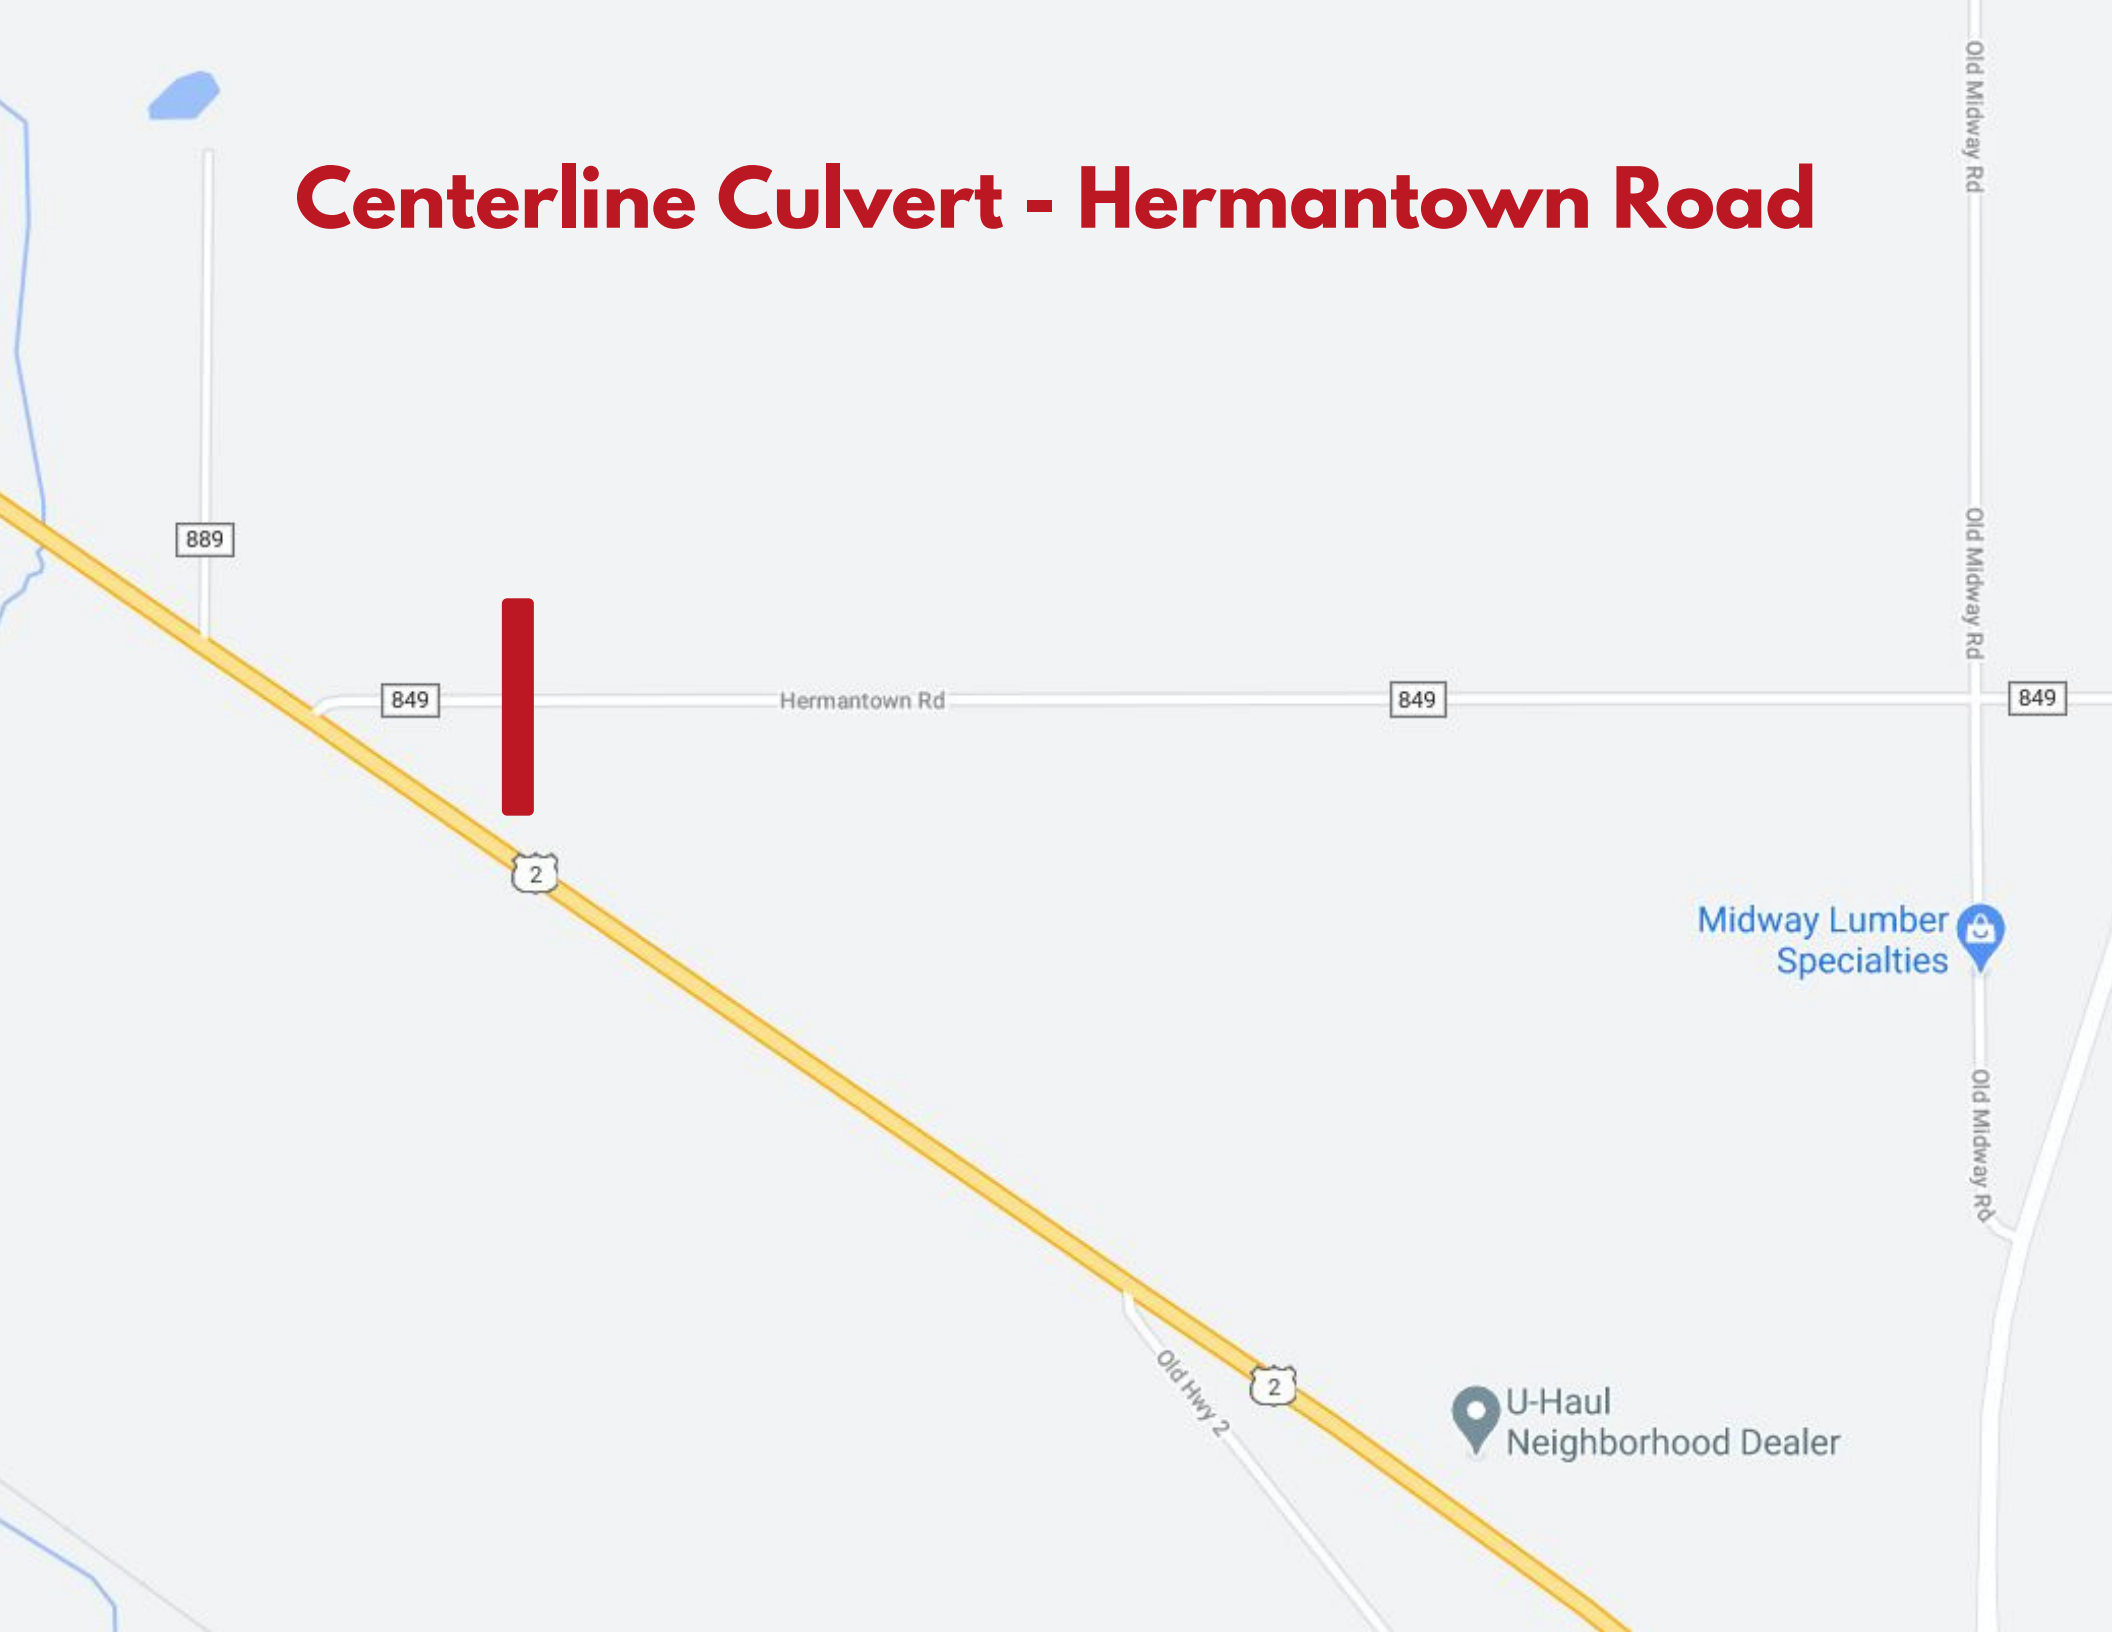 Old Midway Rd
Centerline Culvert - Hermantown Road
889
Old Midway Rd
849
Hermantown Rd
849
849
2
Midway Lumber
Specialties
Old Midway Rd
Old Hwy 2
2
U-Haul
Neighborhood Dealer